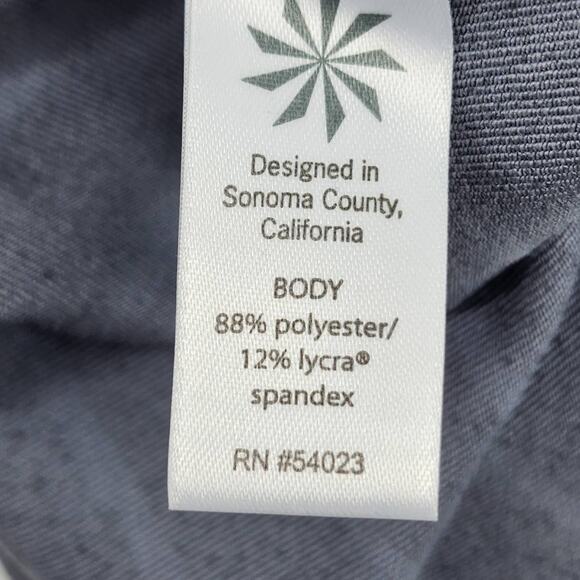 Designed in
Sonoma County,
California
BODY
88% polyester/
12% lycra®
spandex
RN #54023